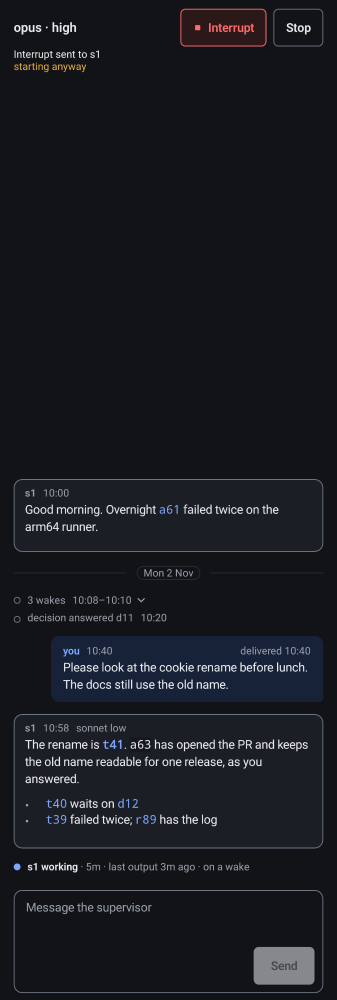 opus · high
Interrupt
Stop
Interrupt sent to s1
starting anyway
s1 10:00
Good morning. Overnight a61 failed twice on the
arm64 runner.
Mon 2 Nov
3 wakes 10:08–10:10
decision answered d11 10:20
you 10:40 delivered 10:40
Please look at the cookie rename before lunch.
The docs still use the old name.
s1 10:58 sonnet low
The rename is t41. a63 has opened the PR and keeps
the old name readable for one release, as you
answered.
• t40 waits on d12
• t39 failed twice; r89 has the log
s1 working · 5m · last output 3m ago · on a wake
Message the supervisor
Send